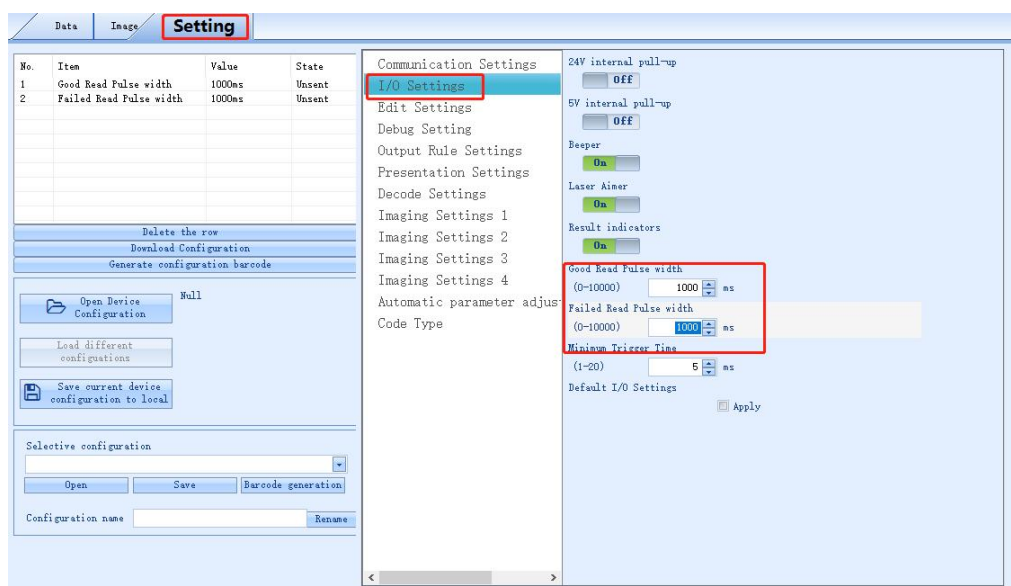 Data Image Setting
No. Item Value State
1 Good Read Pulse width 1000ms Unsent
2 Failed Read Pulse width 1000ms Unsent
Delete the row
Download Configuration
Generate configuration barcode
Open Device
Configuration
Null
Load different
configuations
Save current device
configuration to local
Selective configuration
Open Save Barcode generation
Configuration name Rename
Communication Settings
I/O Settings
Edit Settings
Debug Setting
Output Rule Settings
Presentation Settings
Decode Settings
Imaging Settings 1
Imaging Settings 2
Imaging Settings 3
Imaging Settings 4
Automatic parameter adjus
Code Type
24V internal pull-up
Off
5V internal pull-up
Off
Beeper
On
Laser Aimer
On
Result indicators
On
Good Read Pulse width
(0-10000) 1000 ms
Failed Read Pulse width
(0-10000) 1000 ms
Minimum Trigger Time
(1-20) 5 ms
Default I/O Settings
Apply